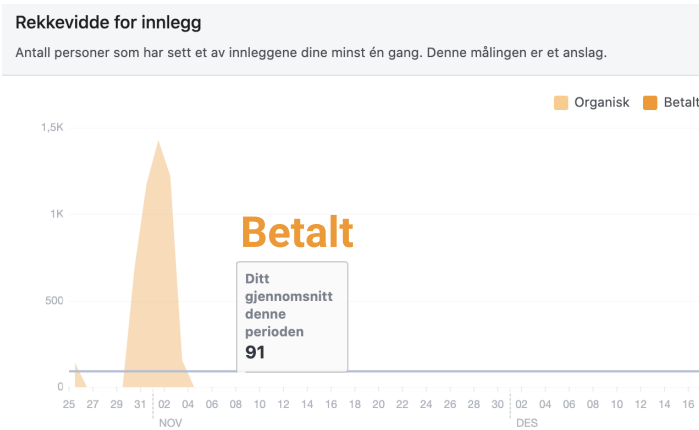 Rekkevidde for innlegg
Antall personer som har sett et av innleggene dine minst én gang. Denne målingen er et anslag.
Organisk Betalt
1,5K
1K
Betalt
Ditt
gjennomsnitt
denne
perioden
91
500
0
25 27 29 31 02 04 06 08 10 12 14 16 18 20 22 24 26 28 30 02 04 06 08 10 12 14 16
NOV DES